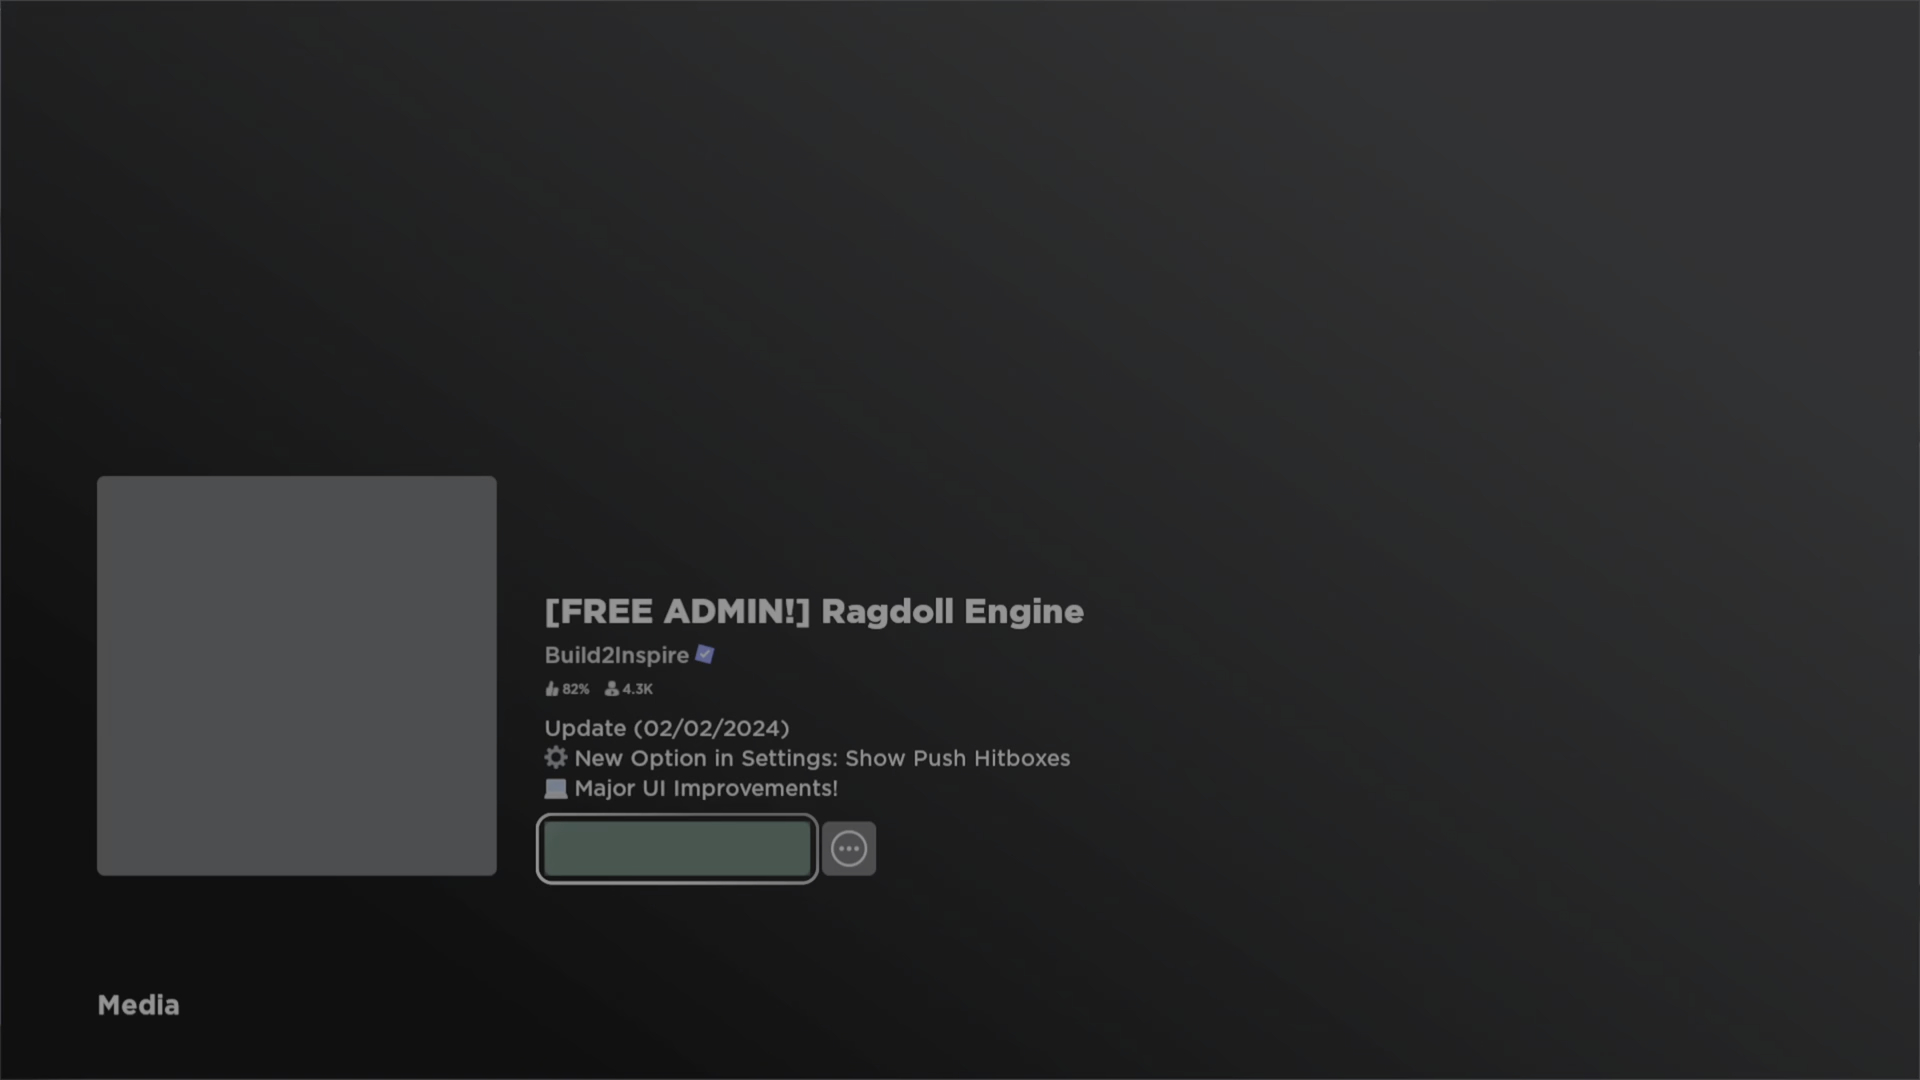 [FREE ADMIN!] Ragdoll Engine
Build2Inspire
82% 4.3K
Update (02/02/2024)
⚙️ New Option in Settings: Show Push Hitboxes
💻 Major UI Improvements!
Media